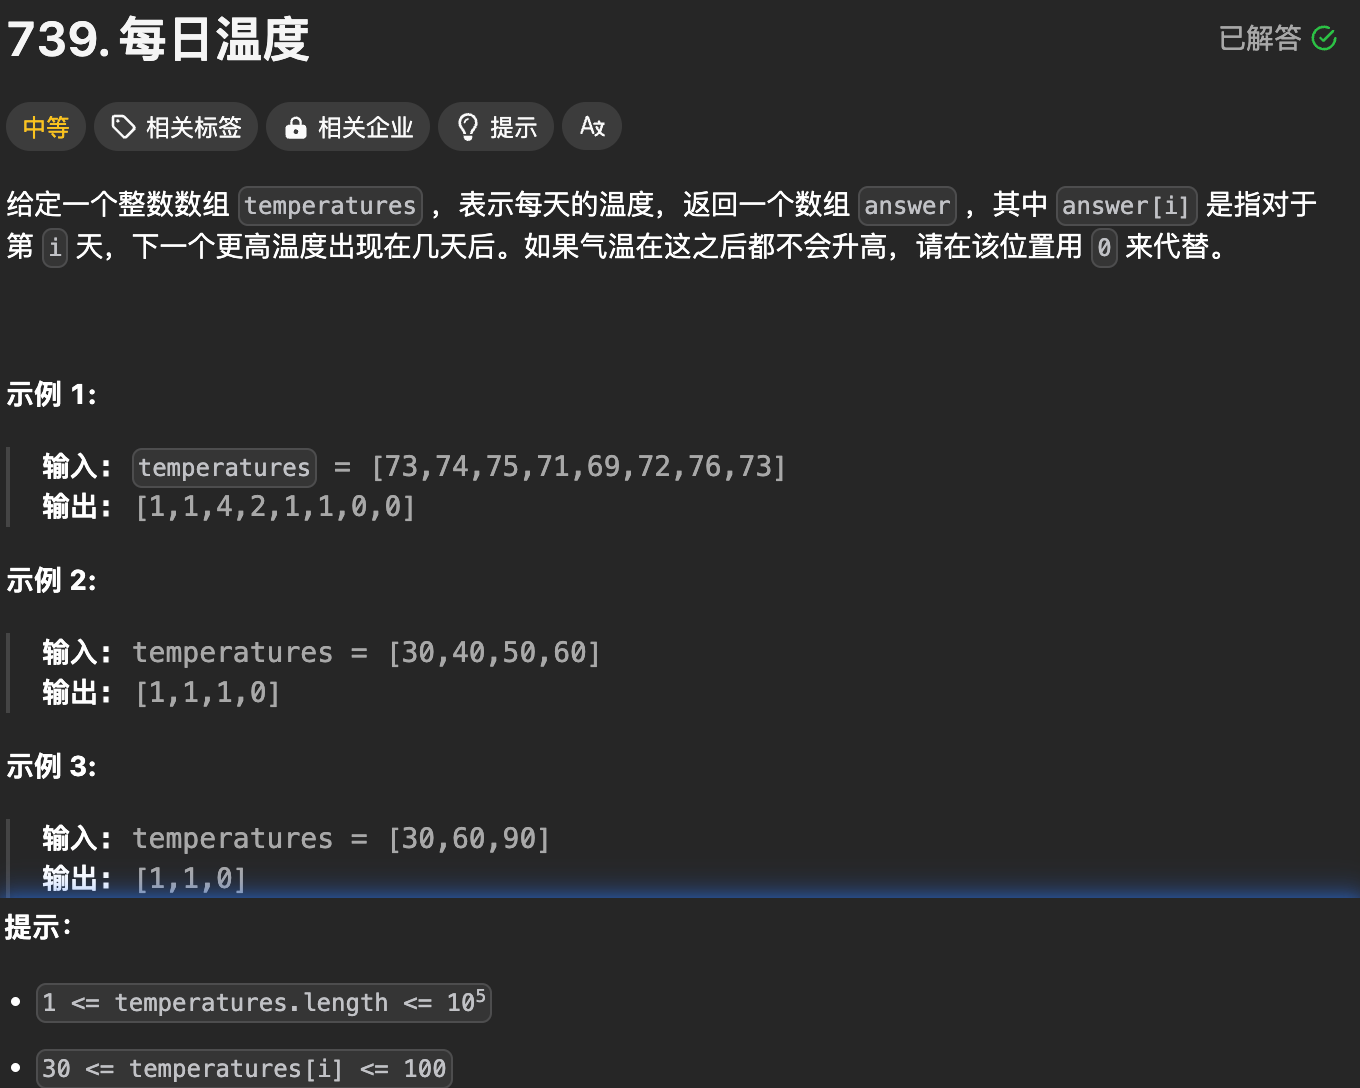 739. 每日温度
已解答
中等
相关标签
相关企业
提示
给定一个整数数组 temperatures ，表示每天的温度，返回一个数组 answer ，其中 answer[i] 是指对于
第 i 天，下一个更高温度出现在几天后。如果气温在这之后都不会升高，请在该位置用 0 来代替。
示例 1:
输入: temperatures = [73,74,75,71,69,72,76,73]
输出: [1,1,4,2,1,1,0,0]
示例 2:
输入: temperatures = [30,40,50,60]
输出: [1,1,1,0]
示例 3:
输入: temperatures = [30,60,90]
输出: [1,1,0]
提示：
• 1 <= temperatures.length <= 10⁵
• 30 <= temperatures[i] <= 100